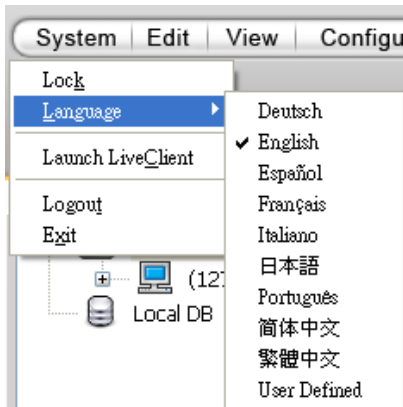 System Edit View Configu
Lock
Language
Launch LiveClient
Logout
Exit
Deutsch
English
Español
Français
Italiano
日本語
Português
简体中文
繁體中文
User Defined
(127
Local DB